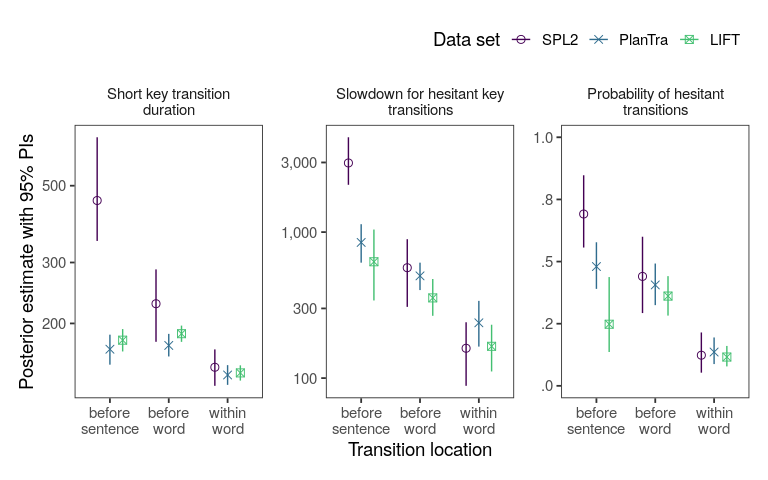 Data set SPL2 PlanTra LIFT
Short key transition
duration
Slowdown for hesitant key
transitions
Probability of hesitant
transitions
Posterior estimate with 95% PIs
500
300
200
3,000
1,000
300
100
1.0
.8
.5
.2
.0
before
sentence
before
word
within
word
before
sentence
before
word
within
word
before
sentence
before
word
within
word
Transition location